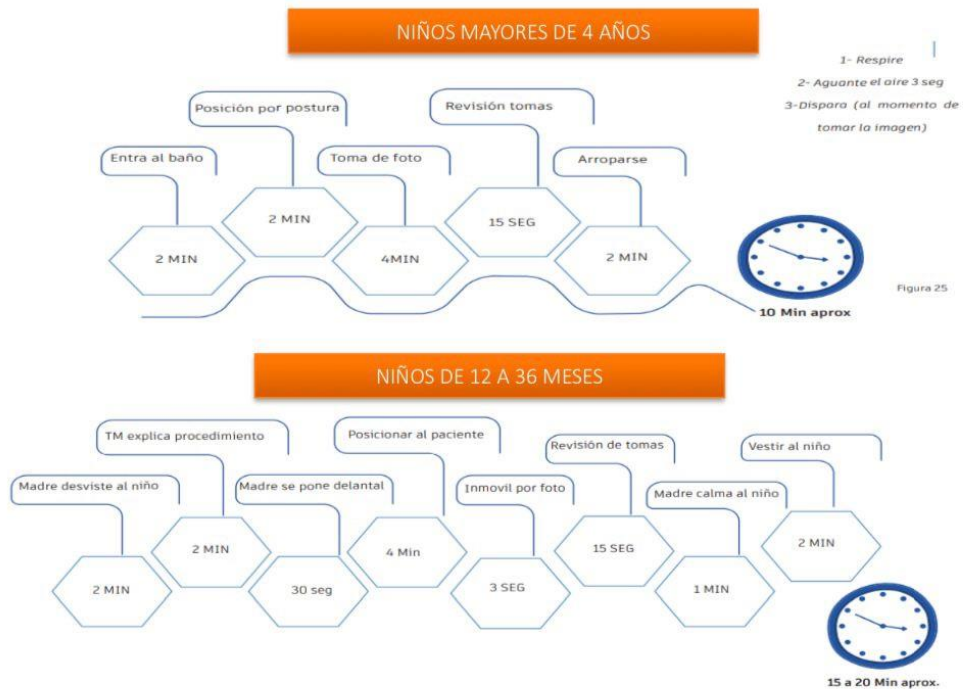 NIÑOS MAYORES DE 4 AÑOS
1- Respire
2- Aguante el aire 3 seg
3-Dispara (al momento de
tomar la imagen)
Posición por postura
Revisión tomas
Entra al baño
Toma de foto
Arroparse
2 MIN
2 MIN
4MIN
15 SEG
2 MIN
Figura 25
10 Min aprox
NIÑOS DE 12 A 36 MESES
TM explica procedimiento
Posicionar al paciente
Revisión de tomas
Vestir al niño
Madre desviste al niño
Madre se pone delantal
Inmovil por foto
Madre calma al niño
2 MIN
2 MIN
30 seg
4 Min
3 SEG
15 SEG
1 MIN
2 MIN
15 a 20 Min aprox.